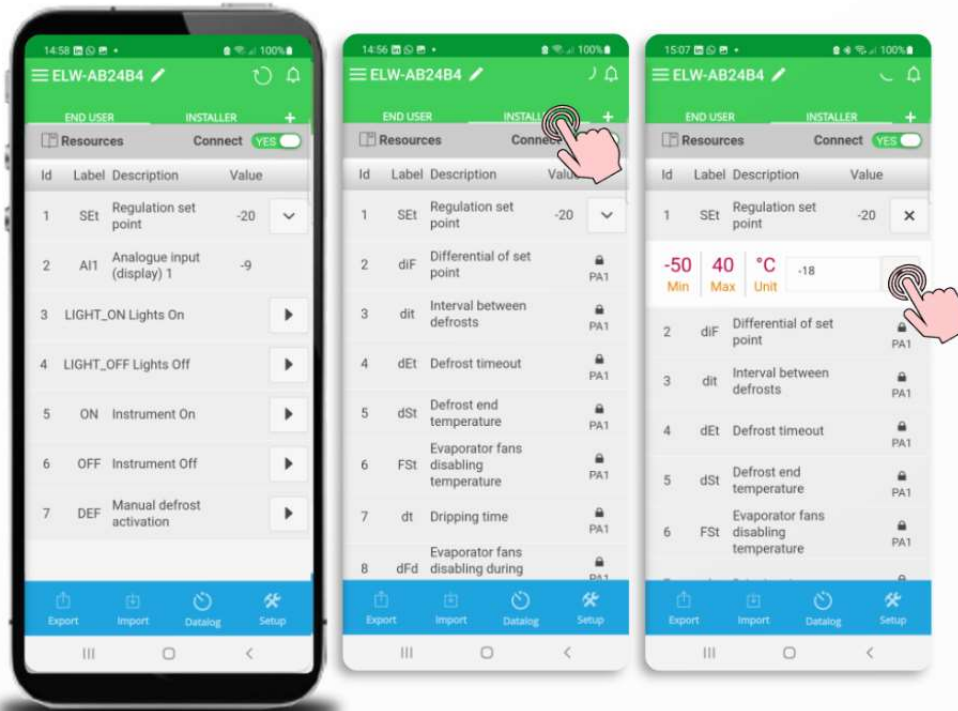 14:58 100%
ELW-AB24B4
END USER INSTALLER +
Resources Connect YES
Id Label Description Value
1 SEt Regulation set -20
point
2 AI1 Analogue input -9
(display) 1
3 LIGHT_ON Lights On
4 LIGHT_OFF Lights Off
5 ON Instrument On
6 OFF Instrument Off
7 DEF Manual defrost
activation
Export Import Datalog Setup
14:56 100%
ELW-AB24B4
END USER +
Resources
Id Label Description
1 SEt Regulation set -20
point
2 diF Differential of set
point PA1
3 dit Interval between
defrosts PA1
4 dEt Defrost timeout
PA1
5 dSt Defrost end
temperature PA1
Evaporator fans
6 FSt disabling
temperature PA1
7 dt Dripping time
PA1
Evaporator fans
8 dFd disabling during
PA1
Export Import Datalog Setup
15:07 100%
ELW-AB24B4
END USER INSTALLER +
Resources Connect YES
Id Label Description Value
1 SEt Regulation set -20
point
-50 40 °C -18
Min Max Unit
2 diF Differential of set
point PA1
3 dit Interval between
defrosts PA1
4 dEt Defrost timeout
PA1
5 dSt Defrost end
temperature PA1
Evaporator fans
6 FSt disabling
temperature PA1
Export Import Datalog Setup